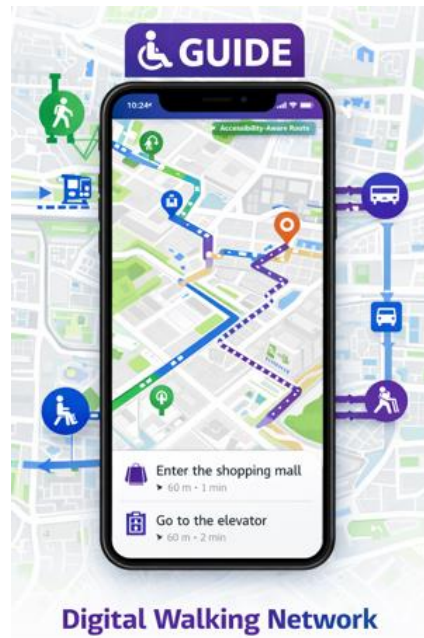 GUIDE
10:24
Accessibility-Aware Routs
Enter the shopping mall
60 m • 1 min
Go to the elevator
60 m • 2 min
Digital Walking Network